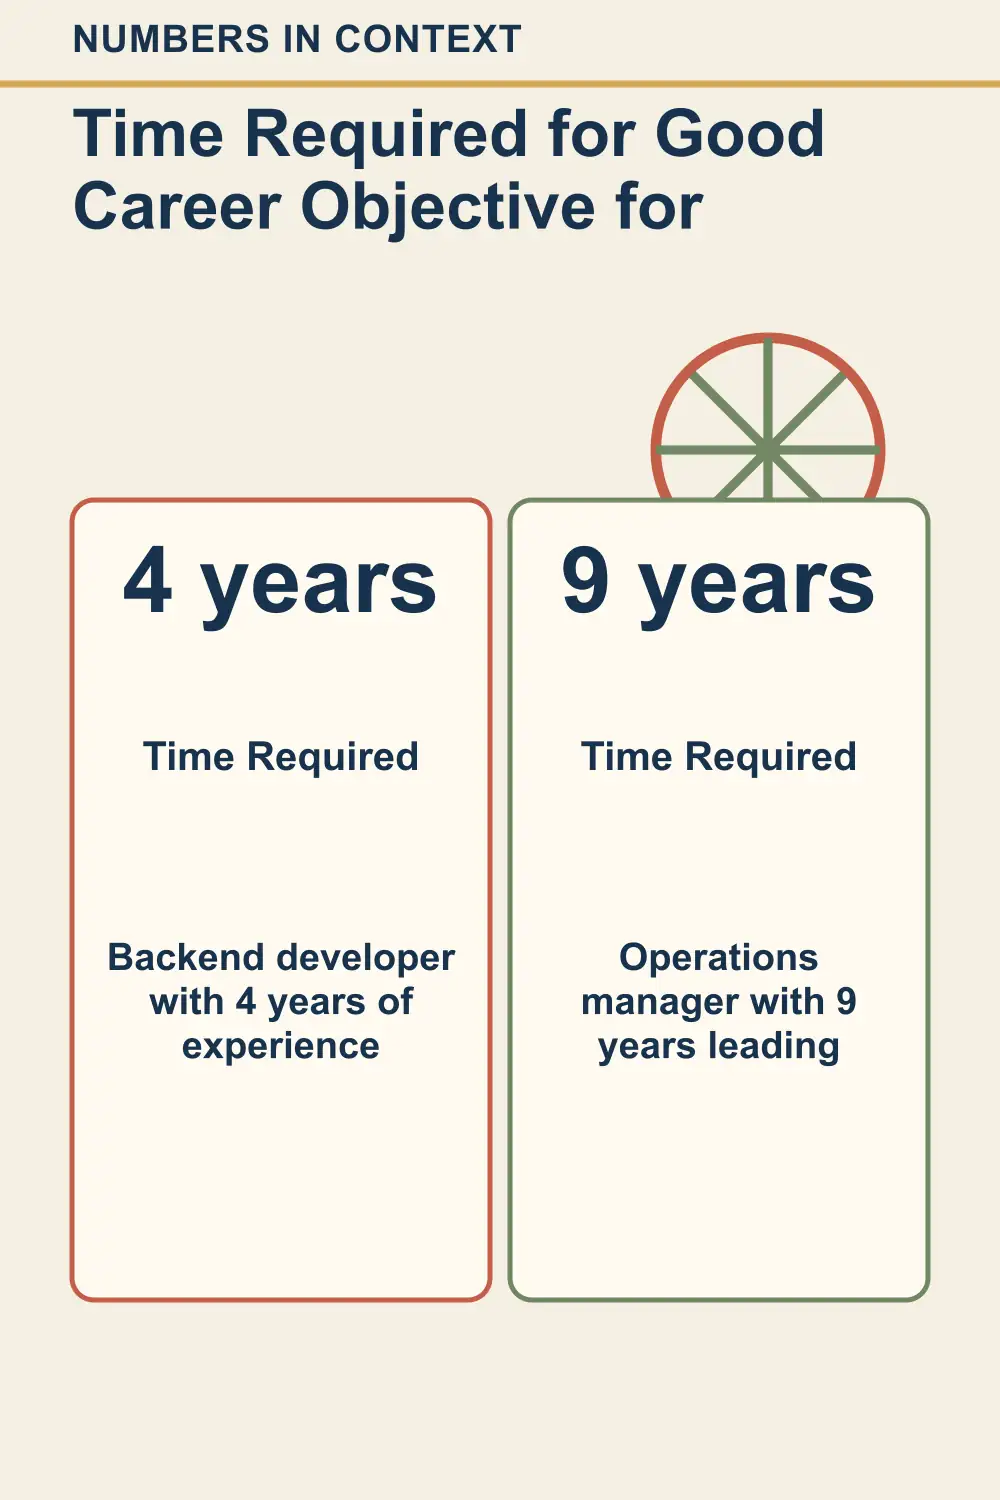 NUMBERS IN CONTEXT
Time Required for Good
Career Objective for
4 years
Time Required
Backend developer
with 4 years of
experience
9 years
Time Required
Operations
manager with 9
years leading